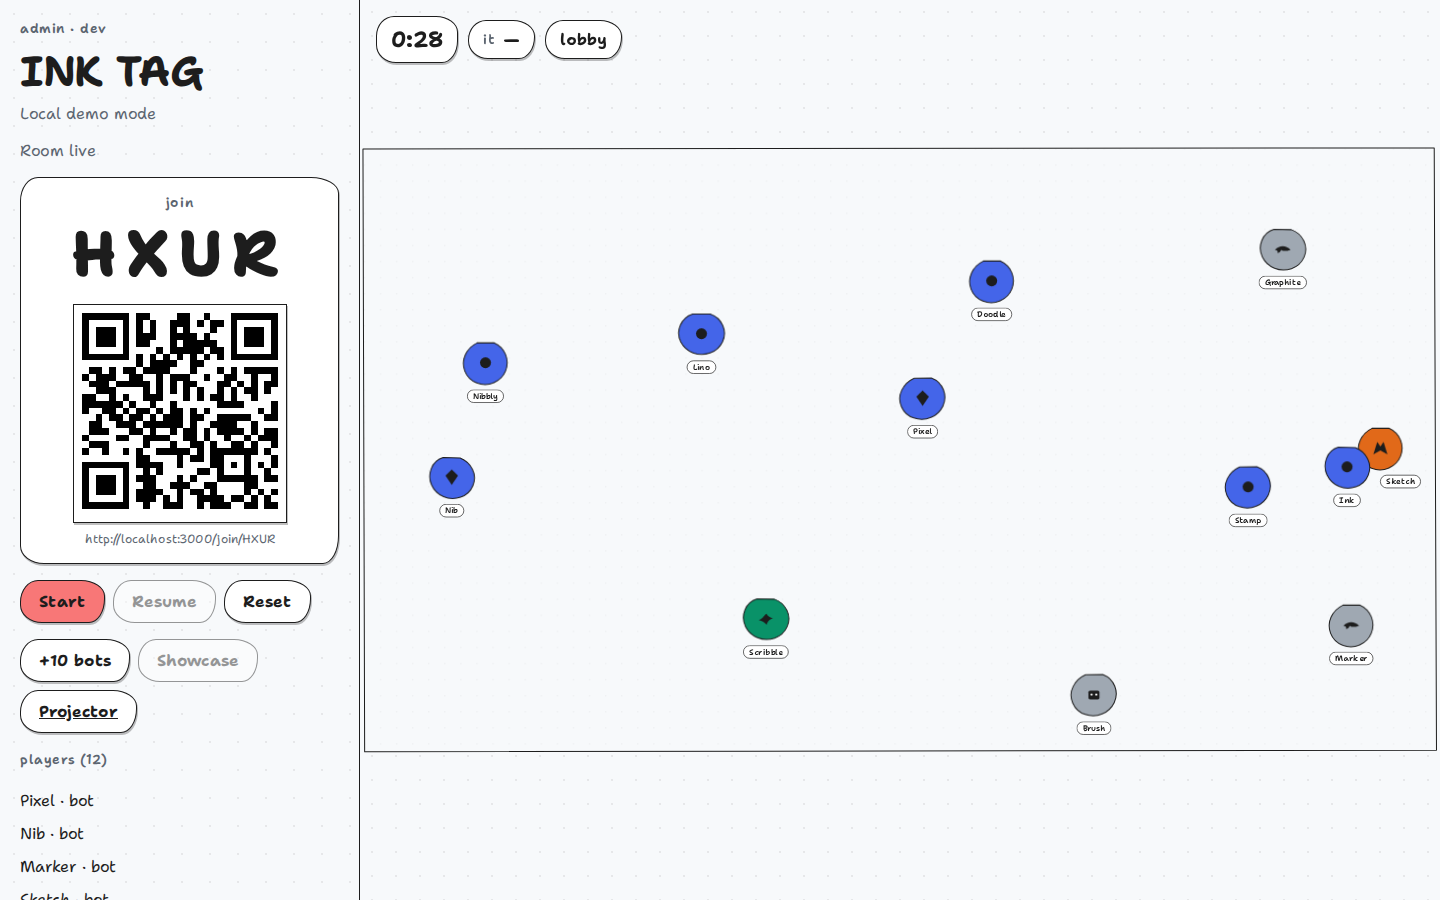 admin · dev
INK TAG
Local demo mode
Room live
join
HXUR
http://localhost:3000/join/HXUR
Start Resume Reset
+10 bots Showcase
Projector
players (12)
Pixel · bot
Nib · bot
Marker · bot
Sketch · bot
0:28 it — lobby
Graphite
Doodle
Lino
Nibbly
Pixel
Sketch
Ink
Nib
Stamp
Scribble
Marker
Brush